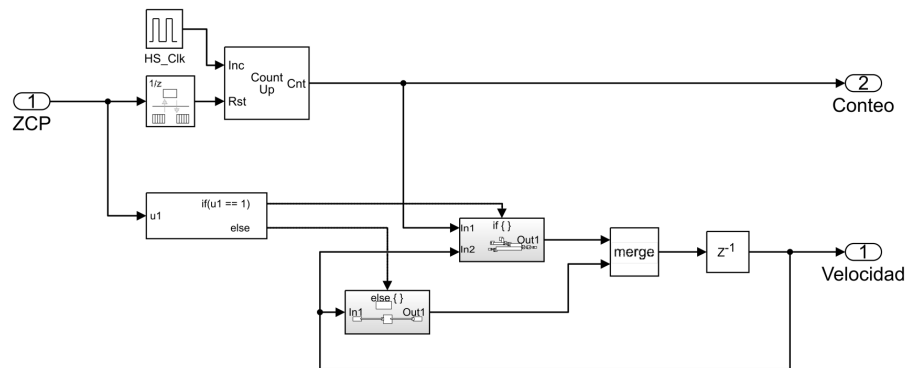 HS_Clk
1/z
Inc
Count
Up
Cnt
Rst
1
ZCP
2
Conteo
u1
if(u1 == 1)
else
if { }
In1
Out1
In2
merge
z-1
1
Velocidad
else { }
In1
Out1